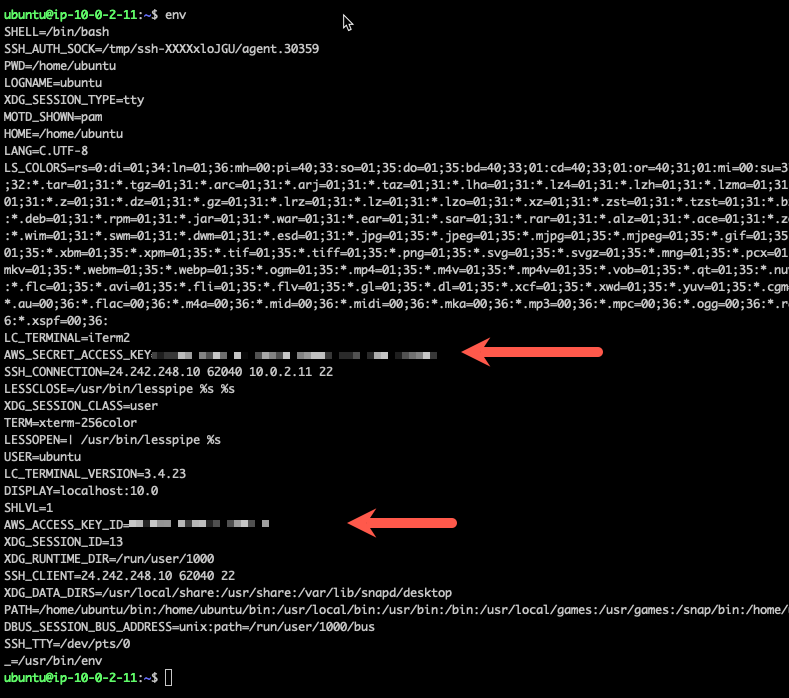 ubuntu@ip-10-0-2-11:~$ env
SHELL=/bin/bash
SSH_AUTH_SOCK=/tmp/ssh-XXXXxloJGU/agent.30359
PWD=/home/ubuntu
LOGNAME=ubuntu
XDG_SESSION_TYPE=tty
MOTD_SHOWN=pam
HOME=/home/ubuntu
LANG=C.UTF-8
LS_COLORS=rs=0:di=01;34:ln=01;36:mh=00:pi=40;33:so=01;35:do=01;35:bd=40;33;01:cd=40;33;01:or=40;31;01:mi=00:su=3
;32:*.tar=01;31:*.tgz=01;31:*.arc=01;31:*.arj=01;31:*.taz=01;31:*.lha=01;31:*.lz4=01;31:*.lzh=01;31:*.lzma=01;31
01;31:*.z=01;31:*.dz=01;31:*.gz=01;31:*.lrz=01;31:*.lz=01;31:*.lzo=01;31:*.xz=01;31:*.zst=01;31:*.tzst=01;31:*.b
:*.deb=01;31:*.rpm=01;31:*.jar=01;31:*.war=01;31:*.ear=01;31:*.sar=01;31:*.rar=01;31:*.alz=01;31:*.ace=01;31:*.z
:*.wim=01;31:*.swm=01;31:*.dwm=01;31:*.esd=01;31:*.jpg=01;35:*.jpeg=01;35:*.mjpg=01;35:*.mjpeg=01;35:*.gif=01;35
01;35:*.xbm=01;35:*.xpm=01;35:*.tif=01;35:*.tiff=01;35:*.png=01;35:*.svg=01;35:*.svgz=01;35:*.mng=01;35:*.pcx=01
mkv=01;35:*.webm=01;35:*.webp=01;35:*.ogm=01;35:*.mp4=01;35:*.m4v=01;35:*.mp4v=01;35:*.vob=01;35:*.qt=01;35:*.nu
:*.flc=01;35:*.avi=01;35:*.fli=01;35:*.flv=01;35:*.gl=01;35:*.dl=01;35:*.xcf=01;35:*.xwd=01;35:*.yuv=01;35:*.cgm
*.au=00;36:*.flac=00;36:*.m4a=00;36:*.mid=00;36:*.midi=00;36:*.mka=00;36:*.mp3=00;36:*.mpc=00;36:*.ogg=00;36:*.r
6:*.xspf=00;36:
LC_TERMINAL=iTerm2
AWS_SECRET_ACCESS_KEY=
SSH_CONNECTION=24.242.248.10 62040 10.0.2.11 22
LESSCLOSE=/usr/bin/lesspipe %s %s
XDG_SESSION_CLASS=user
TERM=xterm-256color
LESSOPEN=| /usr/bin/lesspipe %s
USER=ubuntu
LC_TERMINAL_VERSION=3.4.23
DISPLAY=localhost:10.0
SHLVL=1
AWS_ACCESS_KEY_ID=
XDG_SESSION_ID=13
XDG_RUNTIME_DIR=/run/user/1000
SSH_CLIENT=24.242.248.10 62040 22
XDG_DATA_DIRS=/usr/local/share:/usr/share:/var/lib/snapd/desktop
PATH=/home/ubuntu/bin:/home/ubuntu/bin:/usr/local/bin:/usr/bin:/bin:/usr/local/games:/usr/games:/snap/bin:/home/
DBUS_SESSION_BUS_ADDRESS=unix:path=/run/user/1000/bus
SSH_TTY=/dev/pts/0
_=/usr/bin/env
ubuntu@ip-10-0-2-11:~$